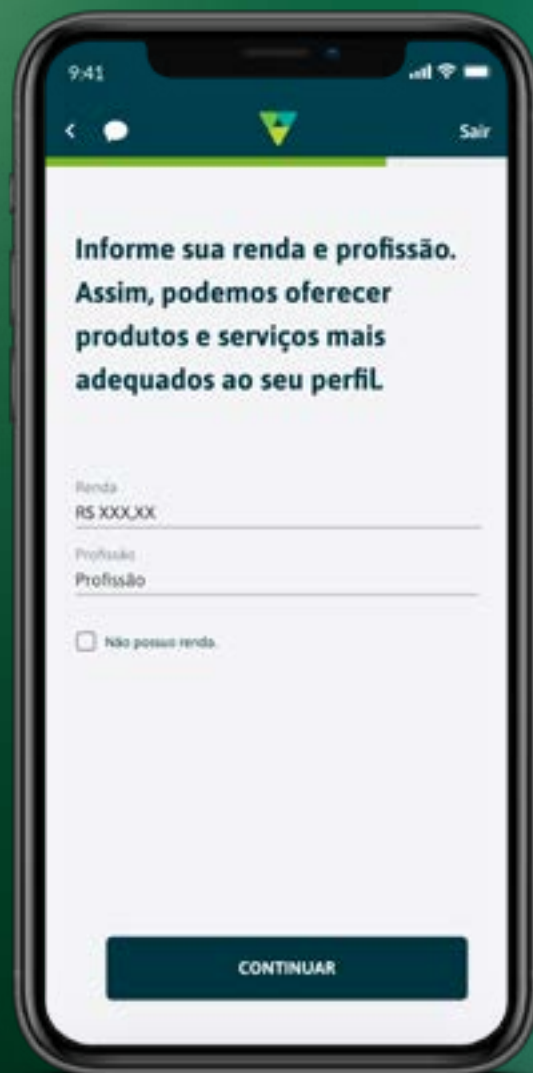 9:41
Sair
Informe sua renda e profissão.
Assim, podemos oferecer
produtos e serviços mais
adequados ao seu perfil.
Renda
R$ XXX,XX
Profissão
Profissão
Não possuo renda.
CONTINUAR